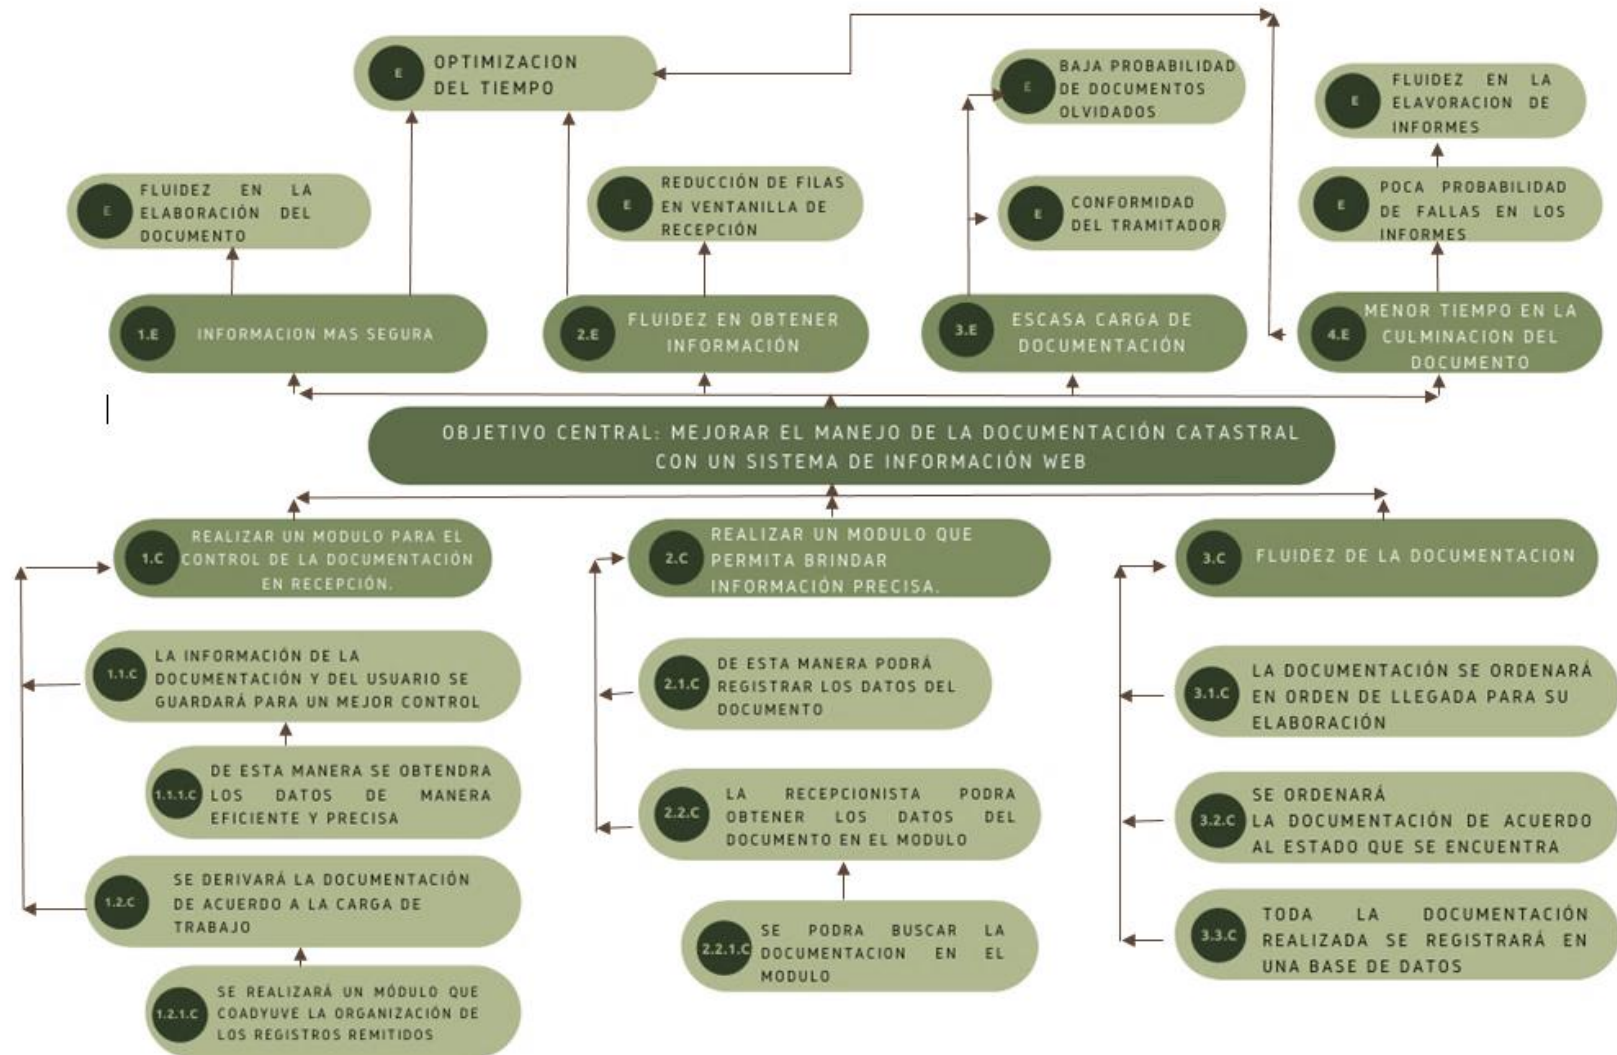 E
OPTIMIZACION
DEL TIEMPO
E
BAJA PROBABILIDAD
DE DOCUMENTOS
OLVIDADOS
E
FLUIDEZ EN LA
ELAVORACION DE
INFORMES
E
FLUIDEZ EN LA
ELABORACIÓN DEL
DOCUMENTO
E
REDUCCIÓN DE FILAS
EN VENTANILLA DE
RECEPCIÓN
E
CONFORMIDAD
DEL TRAMITADOR
E
POCA PROBABILIDAD
DE FALLAS EN LOS
INFORMES
1.E
INFORMACION MAS SEGURA
2.E
FLUIDEZ EN OBTENER
INFORMACIÓN
3.E
ESCASA CARGA DE
DOCUMENTACIÓN
4.E
MENOR TIEMPO EN LA
CULMINACION DEL
DOCUMENTO
OBJETIVO CENTRAL: MEJORAR EL MANEJO DE LA DOCUMENTACIÓN CATASTRAL
CON UN SISTEMA DE INFORMACIÓN WEB
1.C
REALIZAR UN MODULO PARA EL
CONTROL DE LA DOCUMENTACIÓN
EN RECEPCIÓN.
1.1.C
LA INFORMACIÓN DE LA
DOCUMENTACIÓN Y DEL USUARIO SE
GUARDARÁ PARA UN MEJOR CONTROL
1.1.1.C
DE ESTA MANERA SE OBTENDRA
LOS DATOS DE MANERA
EFICIENTE Y PRECISA
1.2.C
SE DERIVARÁ LA DOCUMENTACIÓN
DE ACUERDO A LA CARGA DE
TRABAJO
1.2.1.C
SE REALIZARÁ UN MÓDULO QUE
COADYUVE LA ORGANIZACIÓN DE
LOS REGISTROS REMITIDOS
2.C
REALIZAR UN MODULO QUE
PERMITA BRINDAR
INFORMACIÓN PRECISA.
2.1.C
DE ESTA MANERA PODRÁ
REGISTRAR LOS DATOS DEL
DOCUMENTO
2.2.C
LA RECEPCIONISTA PODRA
OBTENER LOS DATOS DEL
DOCUMENTO EN EL MODULO
2.2.1.C
SE PODRA BUSCAR LA
DOCUMENTACION EN EL
MODULO
3.C
FLUIDEZ DE LA DOCUMENTACION
3.1.C
LA DOCUMENTACIÓN SE ORDENARÁ
EN ORDEN DE LLEGADA PARA SU
ELABORACIÓN
3.2.C
SE ORDENARÁ
LA DOCUMENTACIÓN DE ACUERDO
AL ESTADO QUE SE ENCUENTRA
3.3.C
TODA LA DOCUMENTACIÓN
REALIZADA SE REGISTRARÁ EN
UNA BASE DE DATOS